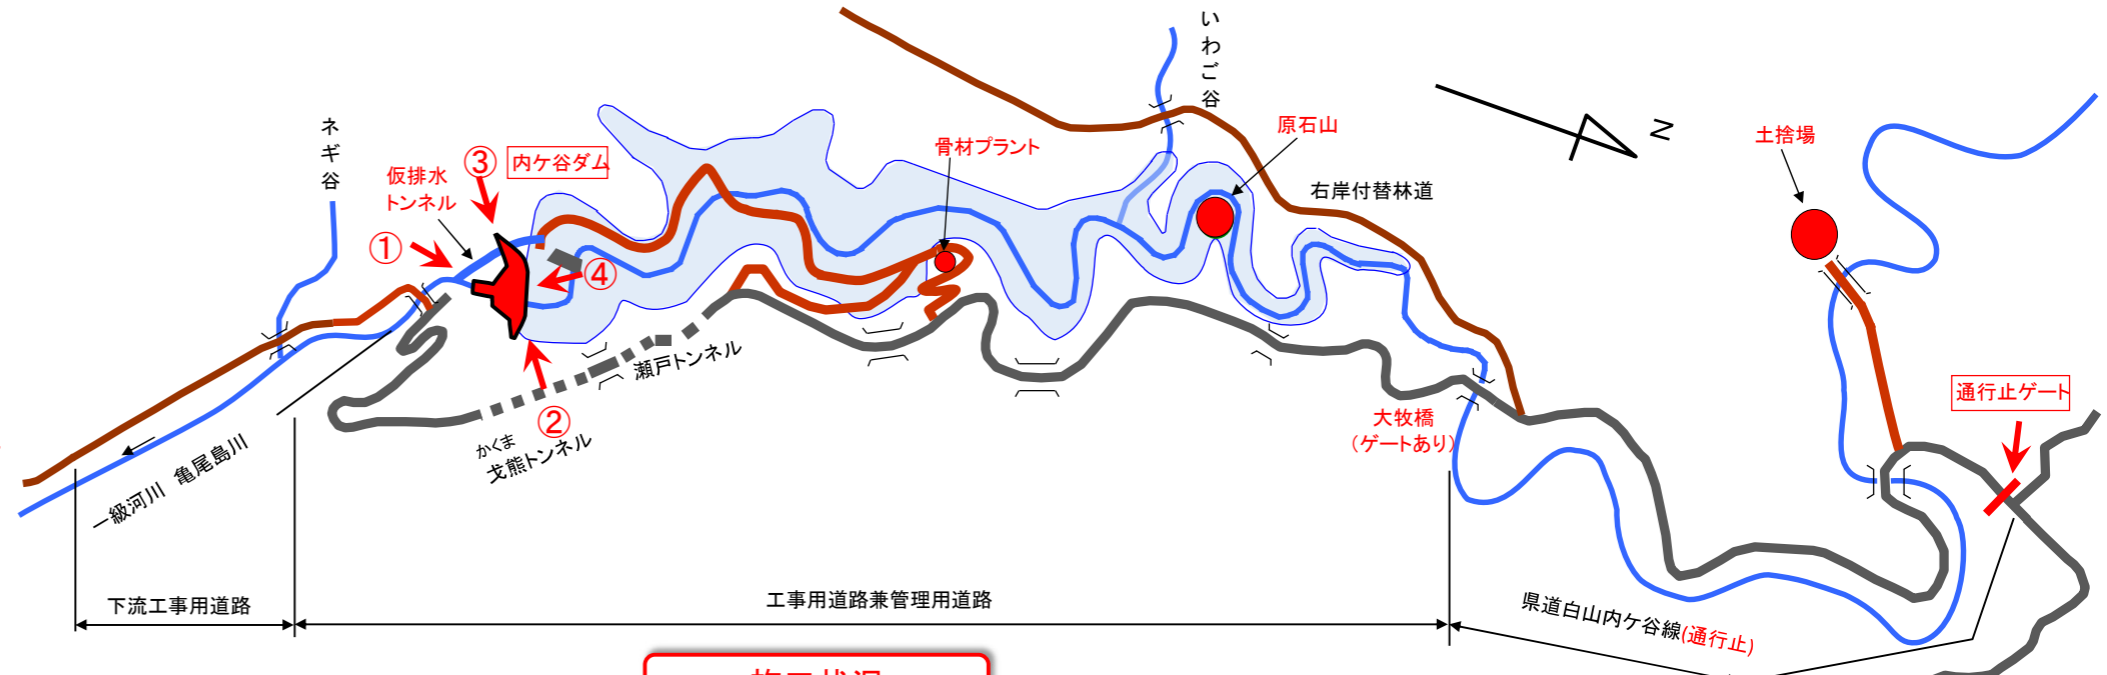 いわご谷
ネギ谷
③
内ケ谷ダム
仮排水
トンネル
①
④
骨材プラント
原石山
N
土捨場
右岸付替林道
通行止ゲート
瀬戸トンネル
②
かくま
戈熊トンネル
大牧橋
(ゲートあり)
一級河川 亀尾島川
下流工事用道路
工事用道路兼管理用道路
県道白山内ケ谷線(通行止)